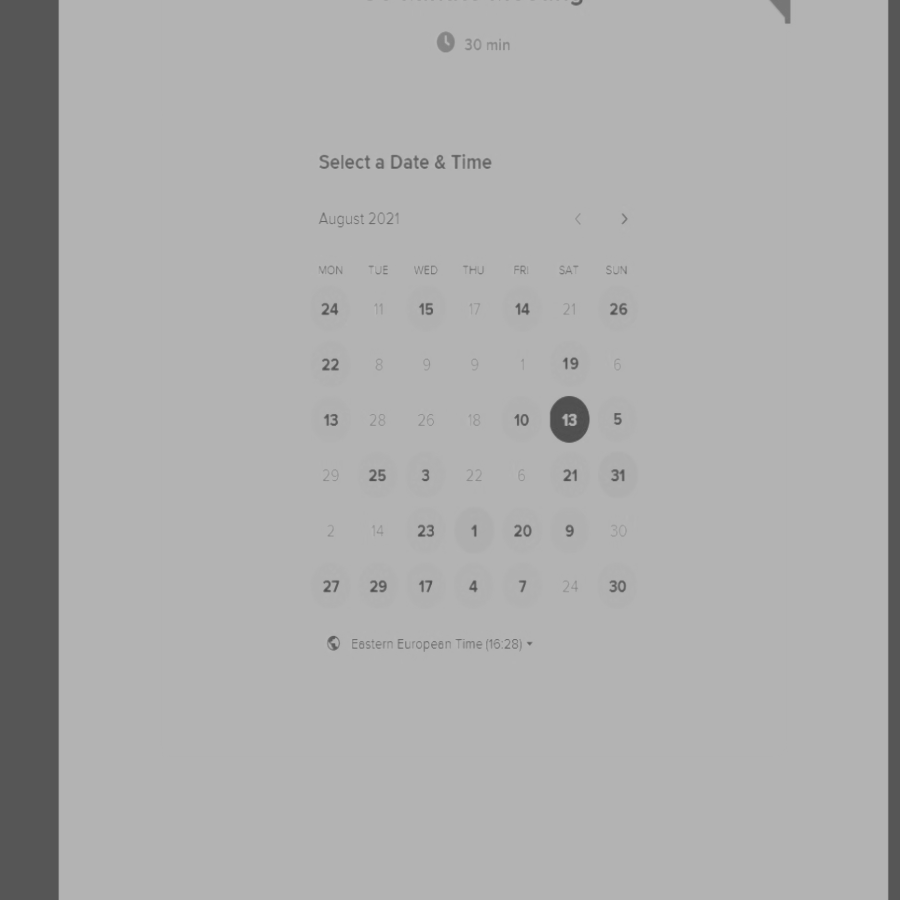 30 min
Select a Date & Time
August 2021
MON TUE WED THU FRI SAT SUN
24 11 15 17 14 21 26
22 8 9 9 1 19 6
13 28 26 18 10 13 5
29 25 3 22 6 21 31
2 14 23 1 20 9 30
27 29 17 4 7 24 30
Eastern European Time (16:28)